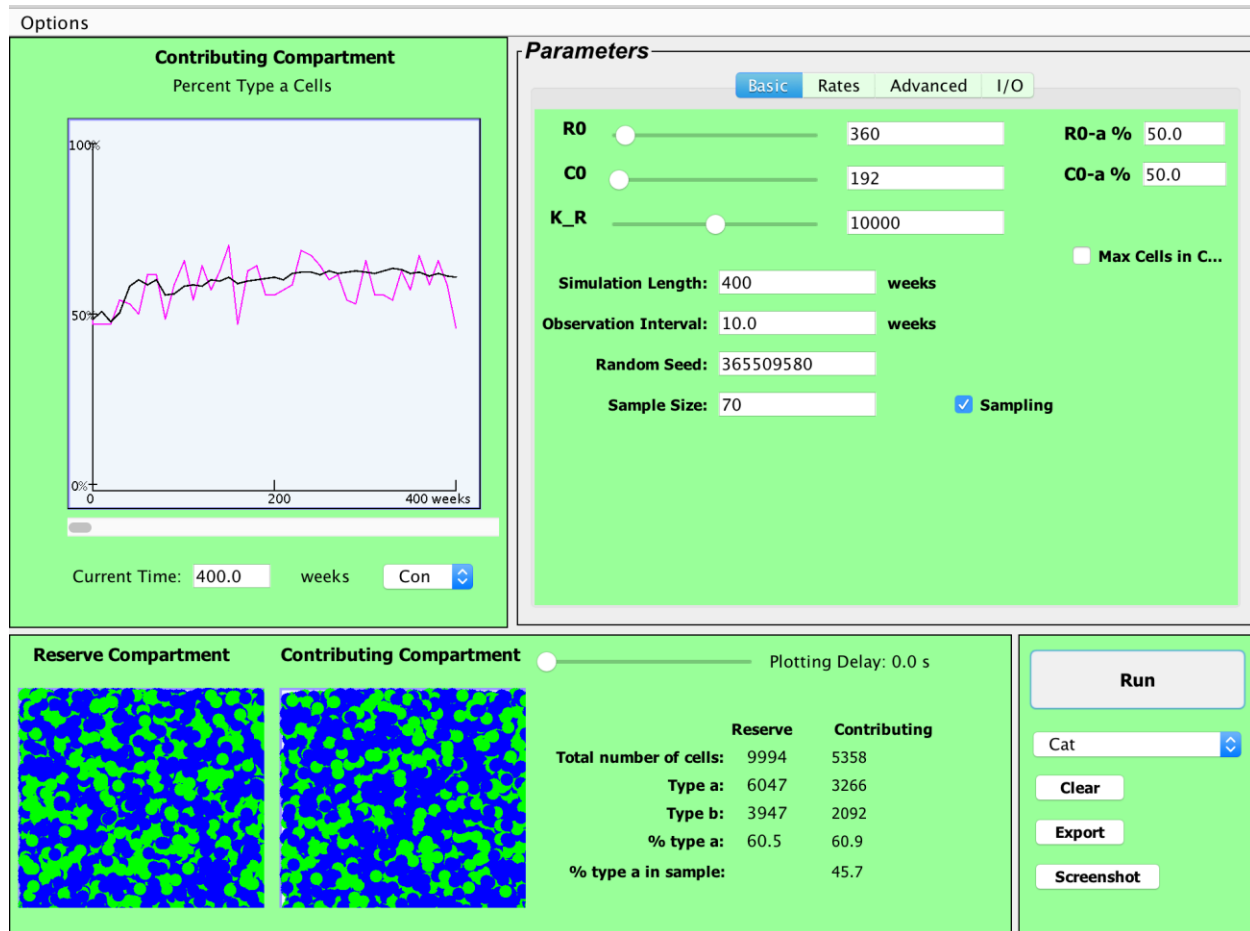 Options
Contributing Compartment
Percent Type a Cells
100%
50%
0%
0 200 400 weeks
Current Time: 400.0 weeks Con
Parameters
Basic Rates Advanced I/O
R0 360 R0-a % 50.0
C0 192 C0-a % 50.0
K_R 10000
Max Cells in C...
Simulation Length: 400 weeks
Observation Interval: 10.0 weeks
Random Seed: 365509580
Sample Size: 70 Sampling
Reserve Compartment Contributing Compartment Plotting Delay: 0.0 s
Reserve Contributing
Total number of cells: 9994 5358
Type a: 6047 3266
Type b: 3947 2092
% type a: 60.5 60.9
% type a in sample: 45.7
Run
Cat
Clear
Export
Screenshot